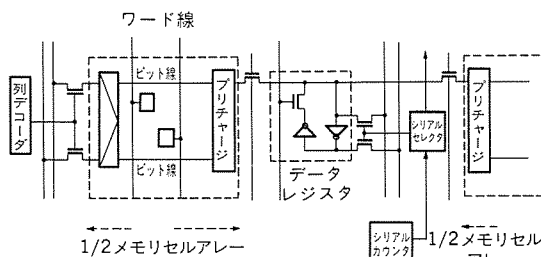 ワード線
ビット線
ビット線
列デコーダ
プリチャージ
データ
レジスタ
シリアル
セレクタ
プリチャージ
シリアル
カウンタ
1/2メモリセルアレー
1/2メモリセル